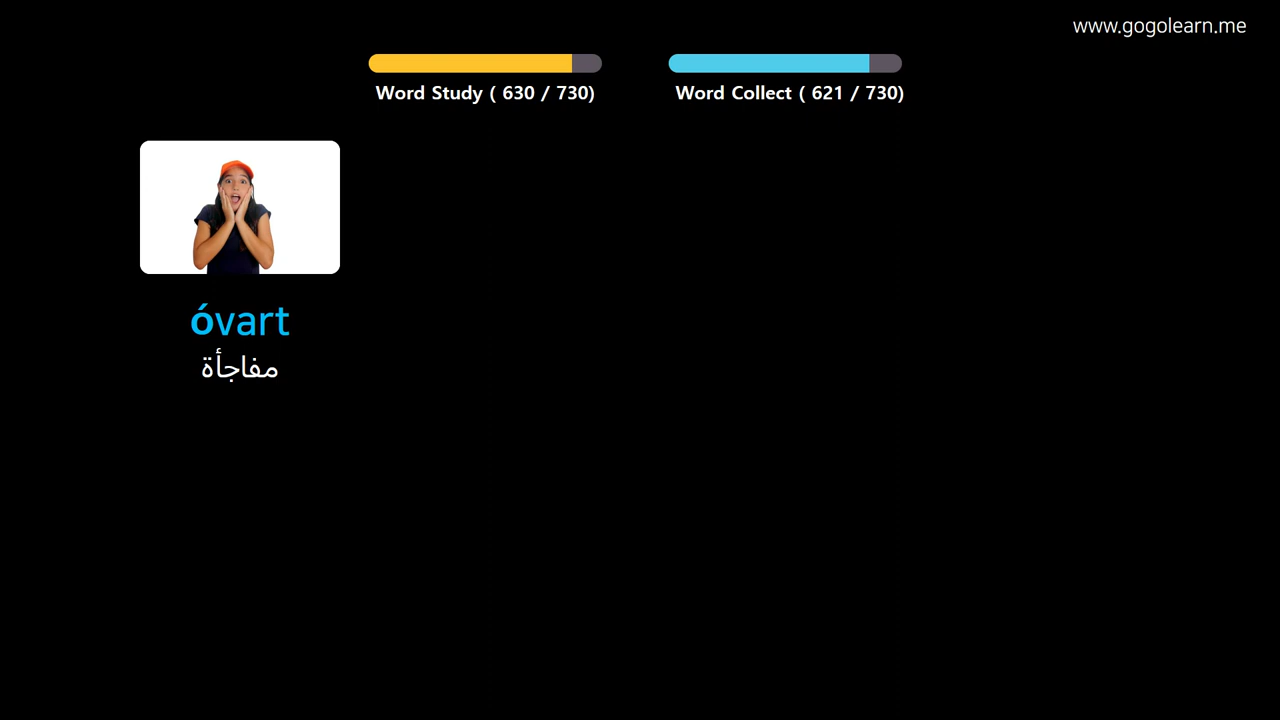 www.gogolearn.me
Word Study ( 630 / 730)
Word Collect ( 621 / 730)
óvart
مفاجأة